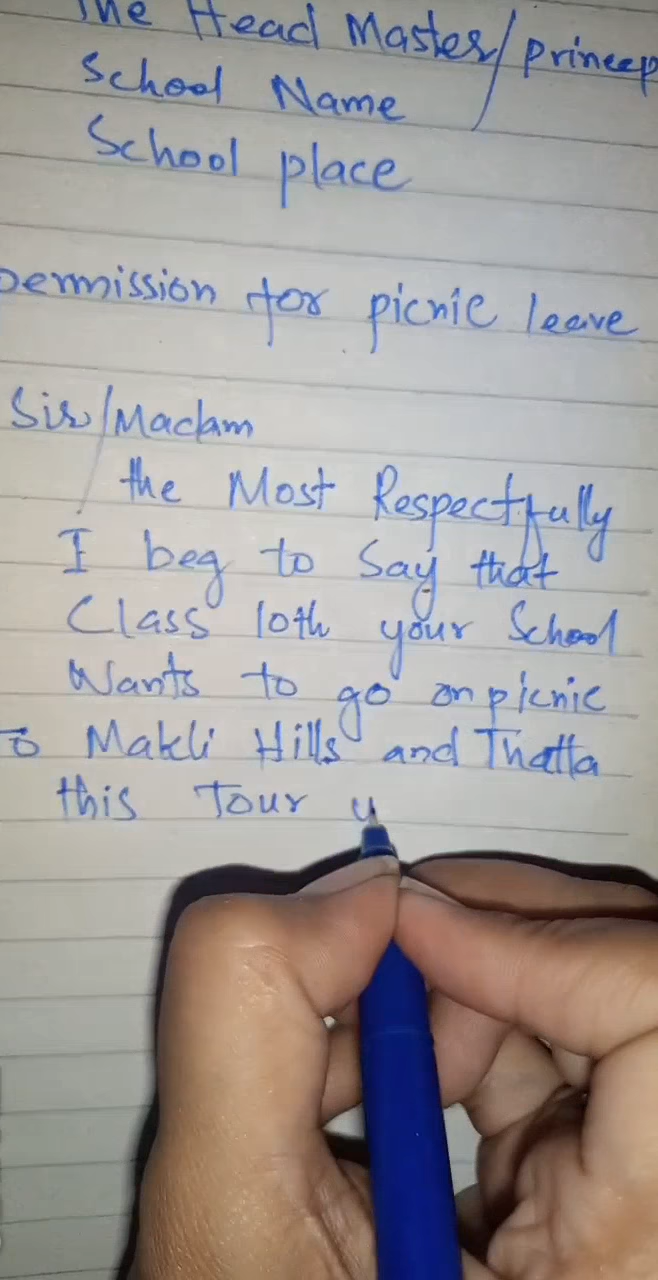 The Head Master/princep
School Name
School place
permission for picnic leave
Sir/Madam
the Most Respectfully
I beg to Say that
Class 10th your School
Wants to go on picnic
To Makli Hills and Thatta
this Tour